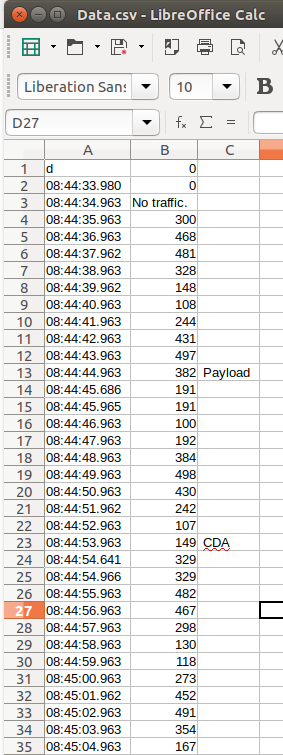 Data.csv - LibreOffice Calc
Liberation Sans 10 B
D27 fx Σ =
A B C
1 d 0
2 08:44:33.980 0
3 08:44:34.963 No traffic.
4 08:44:35.963 300
5 08:44:36.963 468
6 08:44:37.962 481
7 08:44:38.963 328
8 08:44:39.962 148
9 08:44:40.963 108
10 08:44:41.963 244
11 08:44:42.963 431
12 08:44:43.963 497
13 08:44:44.963 382 Payload
14 08:44:45.686 191
15 08:44:45.965 191
16 08:44:46.963 100
17 08:44:47.963 192
18 08:44:48.963 384
19 08:44:49.963 498
20 08:44:50.963 430
21 08:44:51.962 242
22 08:44:52.963 107
23 08:44:53.963 149 CDA
24 08:44:54.641 329
25 08:44:54.966 329
26 08:44:55.963 482
27 08:44:56.963 467
28 08:44:57.963 298
29 08:44:58.963 130
30 08:44:59.963 118
31 08:45:00.963 273
32 08:45:01.962 452
33 08:45:02.963 491
34 08:45:03.963 354
35 08:45:04.963 167